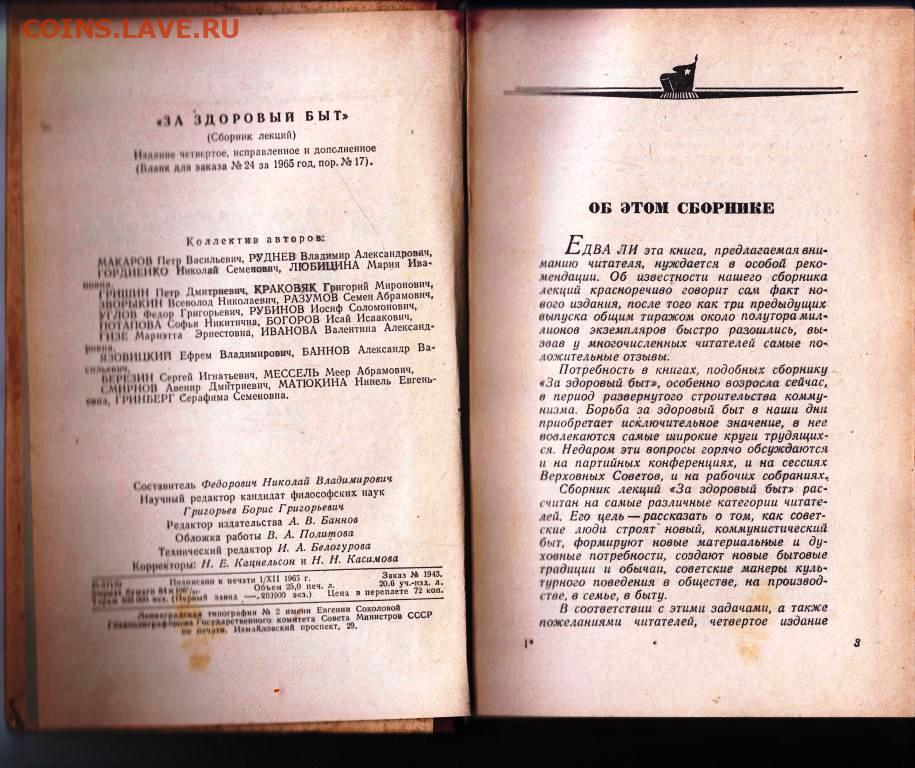 COINS.LAVE.RU
«ЗА ЗДОРОВЫЙ БЫТ»
(Сборник лекций)
Издание четвертое, исправленное и дополненное
(Бланк для заказа № 24 за 1965 год, пор. № 17).
Коллектив авторов:
МАКАРОВ Петр Васильевич, РУДНЕВ Владимир Александрович,
ГОРДИЕНКО Николай Семенович, ЛЮБИЦИНА Мария Ива-
новна,
ГРИШИН Петр Дмитриевич, КРАКОВЯК Григорий Миронович,
ЗВОРЫКИН Всеволод Николаевич, РАЗУМОВ Семен Абрамович,
УГЛОВ Федор Григорьевич, РУБИНОВ Иосиф Соломонович,
ПОТАПОВА Софья Никитична, БОГОРОВ Исай Исаакович,
ГИЗЕ Мариэтта Эрнестовна, ИВАНОВА Валентина Александ-
ровна,
ЯЗОВИЦКИЙ Ефрем Владимирович, БАННОВ Александр Ва-
сильевич,
БЕРЕЗИН Сергей Игнатьевич, МЕССЕЛЬ Меер Абрамович,
СМИРНОВ Авенир Дмитриевич, МАТЮКИНА Нинель Евгень-
евна, ГРИНБЕРГ Серафима Семеновна.
Составитель Федорович Николай Владимирович
Научный редактор кандидат философских наук
Григорьев Борис Григорьевич
Редактор издательства А. В. Баннов
Обложка работы В. А. Политова
Технический редактор И. А. Белогурова
Корректоры: Н. Е. Кацнельсон и Н. Н. Касимова
Подписано к печати 1/XII 1965 г. Заказ № 1943.
Формат бумаги Объем 25,0 печ. л. 20,6 уч.-изд. л.
Тираж экз. (Первый завод — 201000 экз.) Цена в переплете 72 коп.
Ленинградская типография № 2 имени Евгении Соколовой
Главполиграфпрома Государственного комитета Совета Министров СССР
по печати. Измайловский проспект, 29.
ОБ ЭТОМ СБОРНИКЕ
ЕДВА ЛИ эта книга, предлагаемая вни-
манию читателя, нуждается в особой реко-
мендации. Об известности нашего сборника
лекций красноречиво говорит сам факт но-
вого издания, после того как три предыдущих
выпуска общим тиражом около полутора мил-
лионов экземпляров быстро разошлись, вы-
звав у многочисленных читателей самые по-
ложительные отзывы.
Потребность в книгах, подобных сборнику
«За здоровый быт», особенно возросла сейчас,
в период развернутого строительства комму-
низма. Борьба за здоровый быт в наши дни
приобретает исключительное значение, в нее
вовлекаются самые широкие круги трудящих-
ся. Недаром эти вопросы горячо обсуждаются
и на партийных конференциях, и на сессиях
Верховных Советов, и на рабочих собраниях.
Сборник лекций «За здоровый быт» рас-
считан на самые различные категории читате-
лей. Его цель — рассказать о том, как совет-
ские люди строят новый, коммунистический
быт, формируют новые материальные и ду-
ховные потребности, создают новые бытовые
традиции и обычаи, советские манеры куль-
турного поведения в обществе, на производ-
стве, в семье, в быту.
В соответствии с этими задачами, а также
пожеланиями читателей, четвертое издание
1*
3